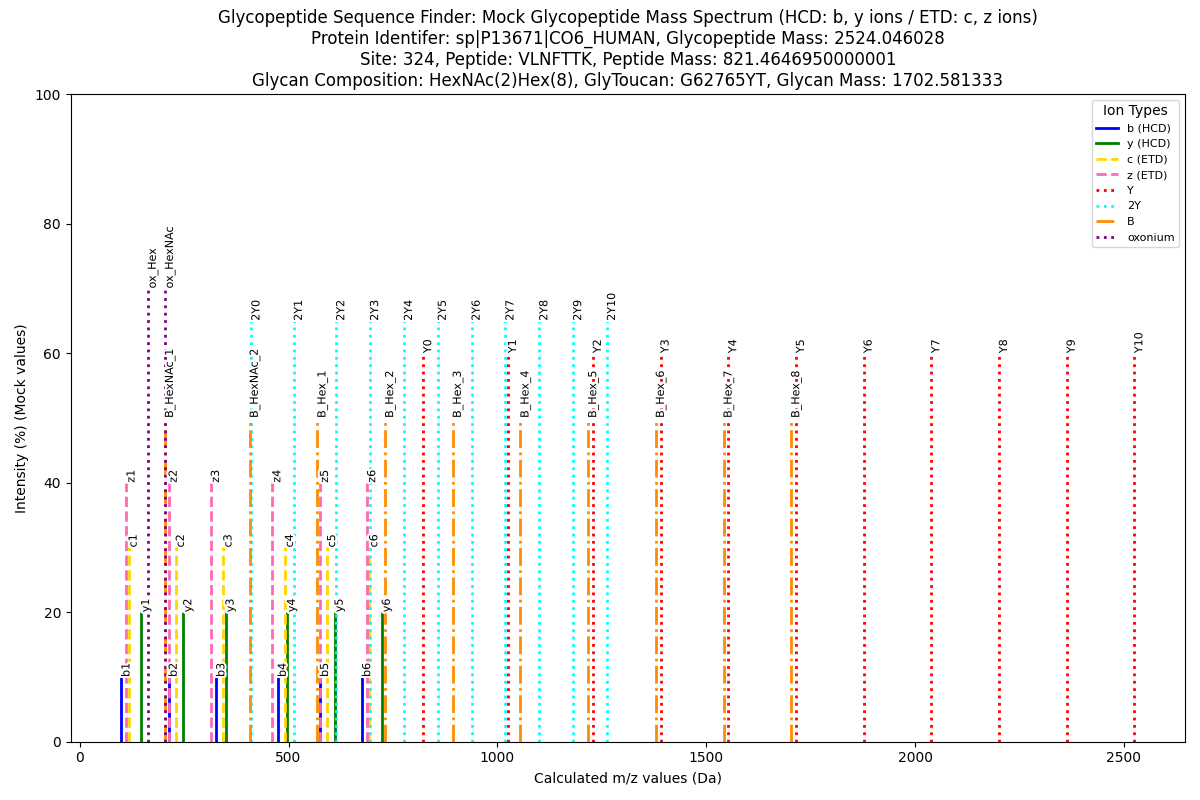 Glycopeptide Sequence Finder: Mock Glycopeptide Mass Spectrum (HCD: b, y ions / ETD: c, z ions)
Protein Identifer: sp|P13671|CO6_HUMAN, Glycopeptide Mass: 2524.046028
Site: 324, Peptide: VLNFTTK, Peptide Mass: 821.4646950000001
Glycan Composition: HexNAc(2)Hex(8), GlyToucan: G62765YT, Glycan Mass: 1702.581333
Intensity (%) (Mock values)
100
80
60
40
20
0
Ion Types
b (HCD)
y (HCD)
c (ETD)
z (ETD)
Y
2Y
B
oxonium
ox_Hex
ox_HexNAc
2Y0
2Y1
2Y2
2Y3
2Y4
2Y5
2Y6
2Y7
2Y8
2Y9
2Y10
Y0
Y1
Y2
Y3
Y4
Y5
Y6
Y7
Y8
Y9
Y10
B_HexNAc_1
B_HexNAc_2
B_Hex_1
B_Hex_2
B_Hex_3
B_Hex_4
B_Hex_5
B_Hex_6
B_Hex_7
B_Hex_8
z1
z2
z3
z4
z5
z6
c1
c2
c3
c4
c5
c6
y1
y2
y3
y4
y5
y6
b1
b2
b3
b4
b5
b6
0
500
1000
1500
2000
2500
Calculated m/z values (Da)